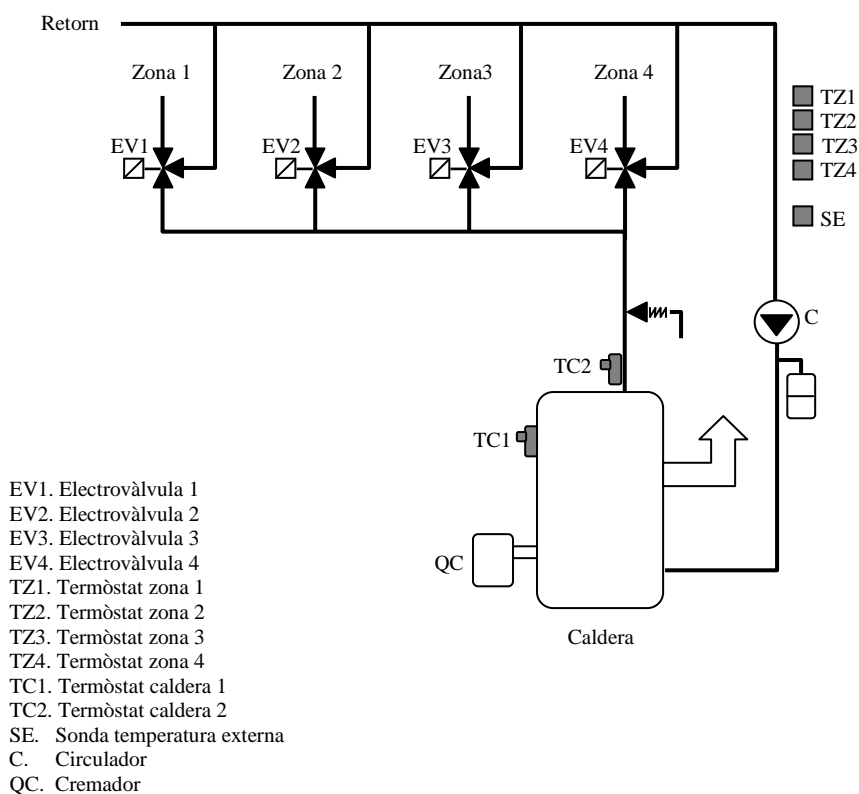 Retorn
Zona 1 Zona 2 Zona3 Zona 4
EV1 EV2 EV3 EV4
TZ1
TZ2
TZ3
TZ4
SE
C
TC2
TC1
QC
Caldera
EV1. Electrovàlvula 1
EV2. Electrovàlvula 2
EV3. Electrovàlvula 3
EV4. Electrovàlvula 4
TZ1. Termòstat zona 1
TZ2. Termòstat zona 2
TZ3. Termòstat zona 3
TZ4. Termòstat zona 4
TC1. Termòstat caldera 1
TC2. Termòstat caldera 2
SE. Sonda temperatura externa
C. Circulador
QC. Cremador